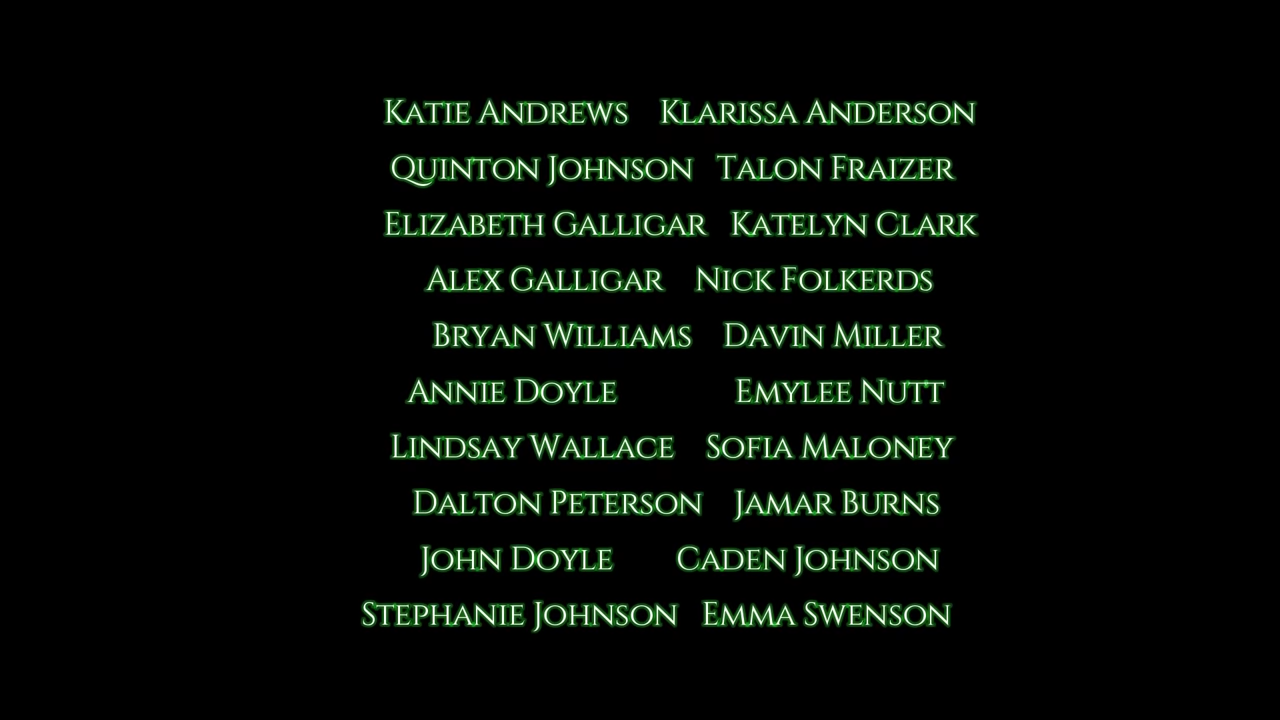 Katie Andrews Klarissa Anderson
Quinton Johnson Talon Fraizer
Elizabeth Galligar Katelyn Clark
Alex Galligar Nick Folkerds
Bryan Williams Davin Miller
Annie Doyle Emylee Nutt
Lindsay Wallace Sofia Maloney
Dalton Peterson Jamar Burns
John Doyle Caden Johnson
Stephanie Johnson Emma Swenson